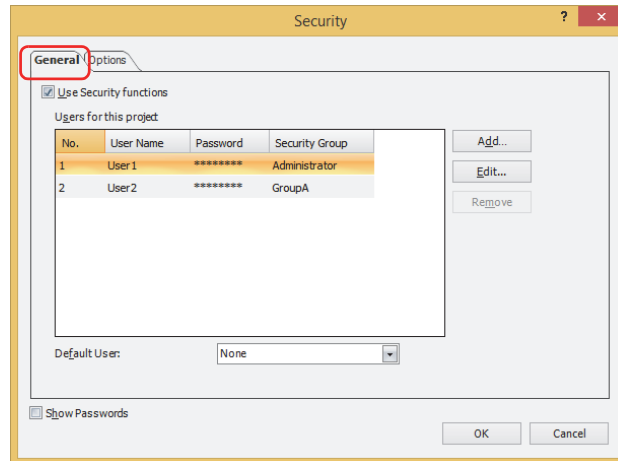 Security
?
×
General
Options
Use Security functions
Users for this project
No. User Name Password Security Group
1 User1 ******** Administrator
2 User2 ******** GroupA
Add...
Edit...
Remove
Default User: None
Show Passwords
OK Cancel